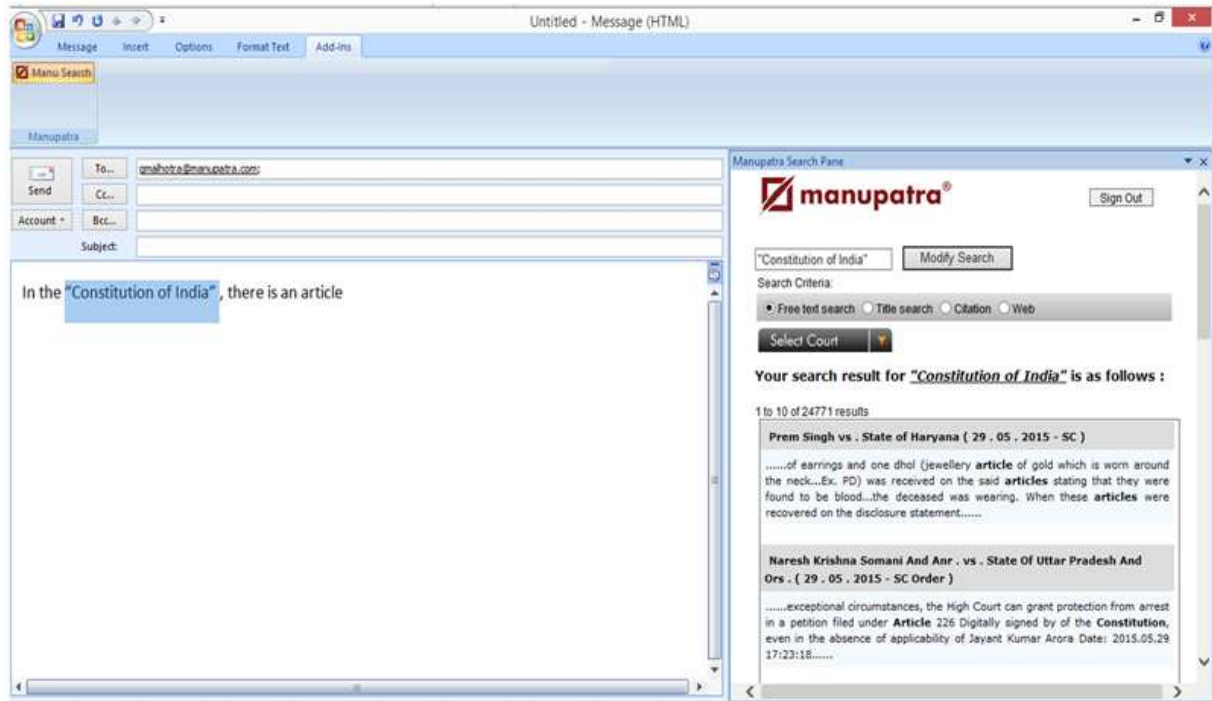 Untitled - Message (HTML)
Message Insert Options Format Text Add-Ins
Manu Search
Manupatra
Send
Account
To...
gmalhotra@manupatra.com;
Cc...
Bcc...
Subject:
In the "Constitution of India" , there is an article
Manupatra Search Pane
manupatra®
Sign Out
"Constitution of India"
Modify Search
Search Criteria:
Free text search Title search Citation Web
Select Court
Your search result for "Constitution of India" is as follows :
1 to 10 of 24771 results
Prem Singh vs . State of Haryana ( 29 . 05 . 2015 - SC )
......of earrings and one dhol (jewellery article of gold which is worn around
the neck...Ex. PD) was received on the said articles stating that they were
found to be blood...the deceased was wearing. When these articles were
recovered on the disclosure statement......
Naresh Krishna Somani And Anr . vs . State Of Uttar Pradesh And
Ors . ( 29 . 05 . 2015 - SC Order )
......exceptional circumstances, the High Court can grant protection from arrest
in a petition filed under Article 226 Digitally signed by of the Constitution,
even in the absence of applicability of Jayant Kumar Arora Date: 2015.05.29
17:23:18......